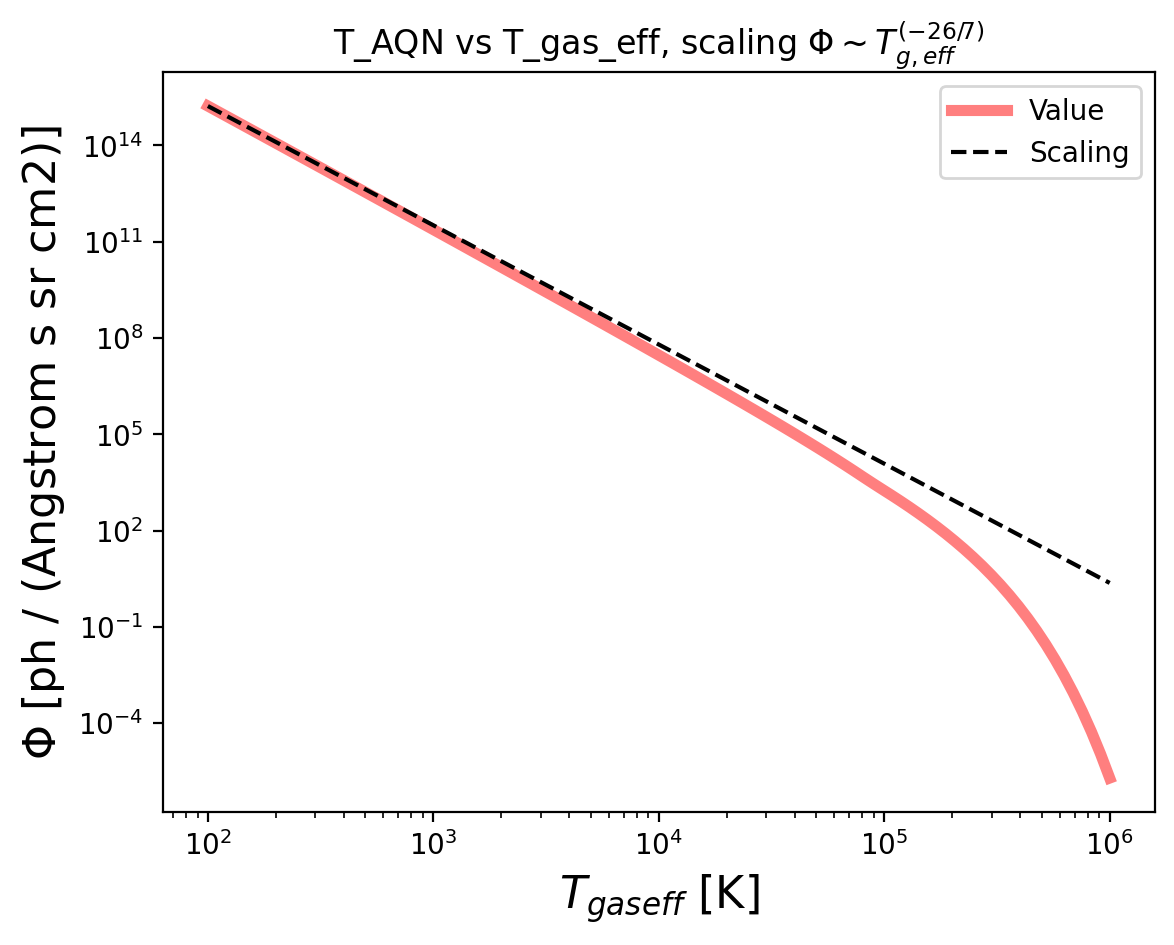 T_AQN vs T_gas_eff, scaling Φ ~ T_{g,eff}^{(-26/7)}
Value
Scaling
Φ [ph / (Angstrom s sr cm2)]
10^{14}
10^{11}
10^{8}
10^{5}
10^{2}
10^{-1}
10^{-4}
10^{2} 10^{3} 10^{4} 10^{5} 10^{6}
T_{gaseff} [K]